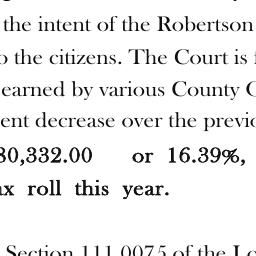 the intent of the Robertson
o the citizens. The Court is
earned by various County
ent decrease over the previo
80,332.00 or 16.39%,
ax roll this year.
Section 111.0075 of the Lo